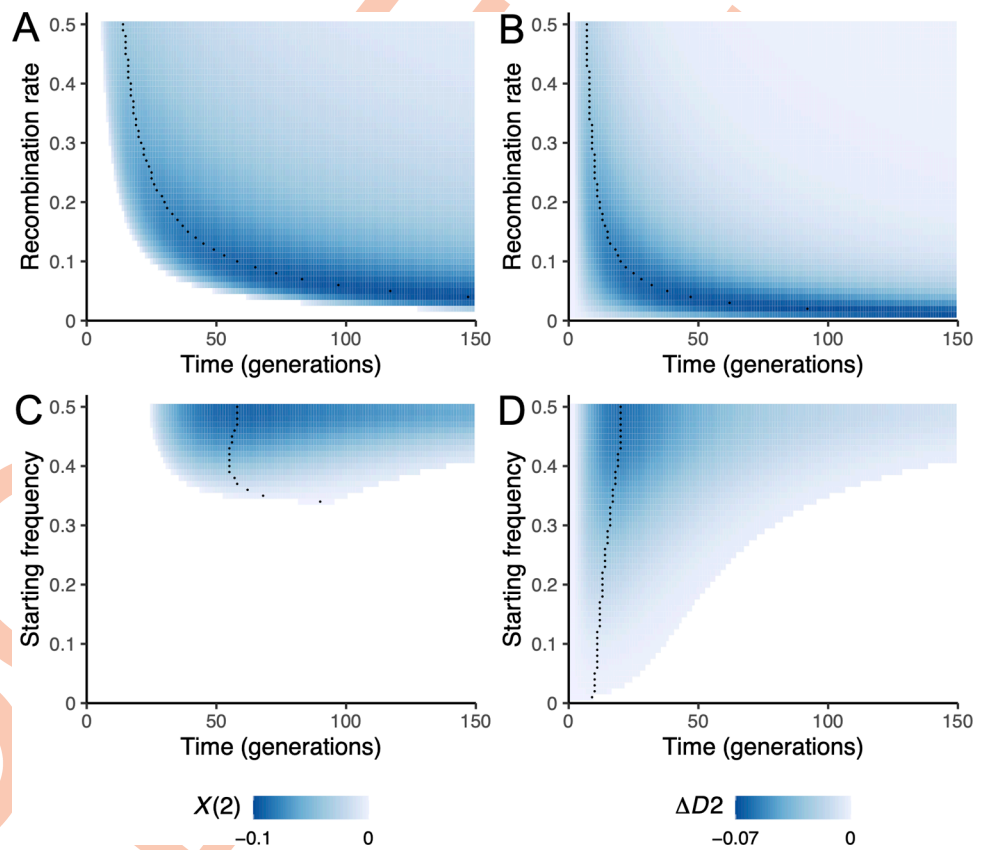 A
Recombination rate
0.5
0.4
0.3
0.2
0.1
0
0 50 100 150
Time (generations)
B
Recombination rate
0.5
0.4
0.3
0.2
0.1
0
0 50 100 150
Time (generations)
C
Starting frequency
0.5
0.4
0.3
0.2
0.1
0
0 50 100 150
Time (generations)
D
Starting frequency
0.5
0.4
0.3
0.2
0.1
0
0 50 100 150
Time (generations)
X(2)
−0.1 0
ΔD2
−0.07 0